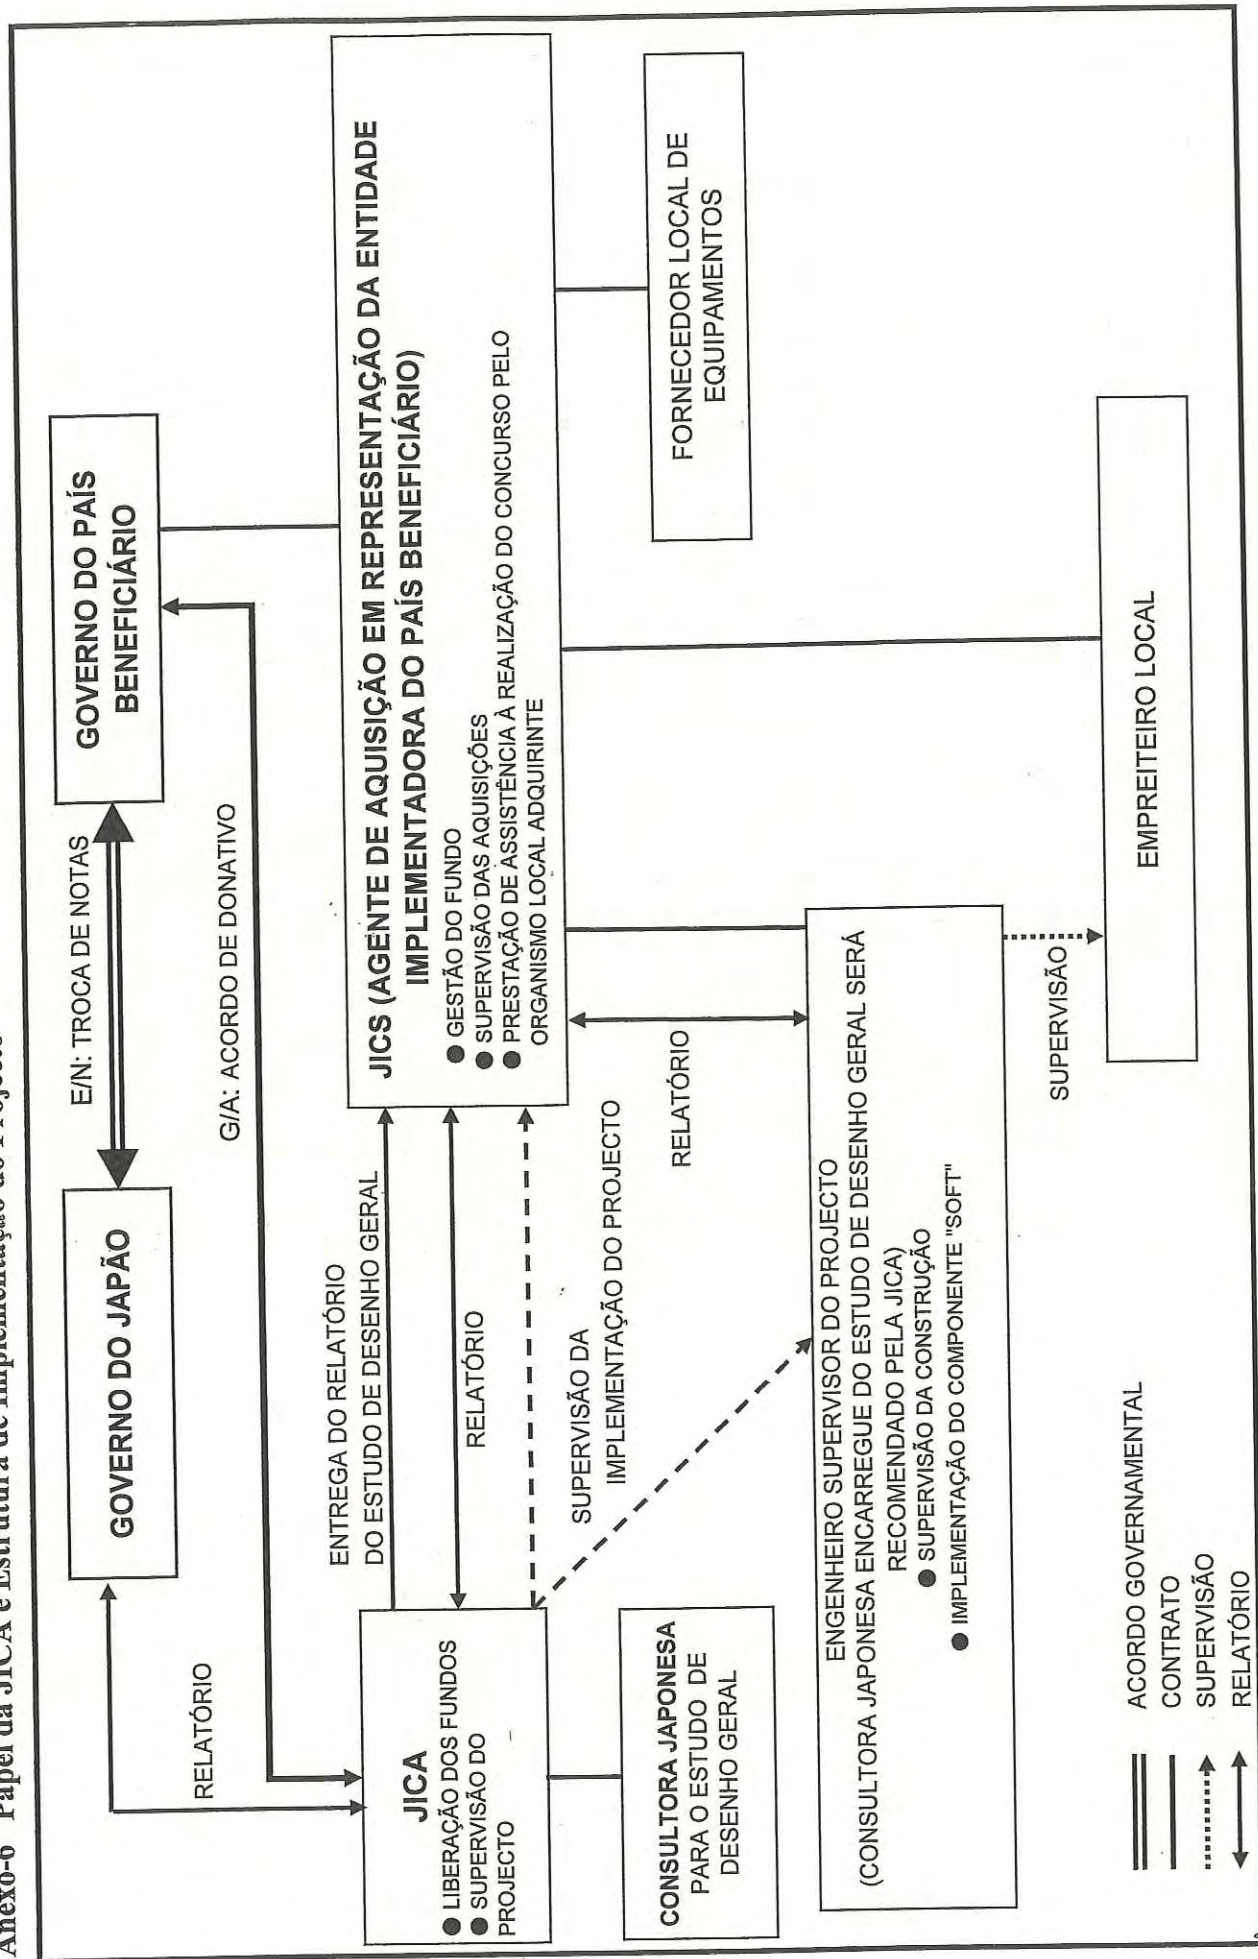 Anexo-6 Papel da JICA e Estrutura de Implementação do Projecto
GOVERNO DO JAPÃO
E/N: TROCA DE NOTAS
GOVERNO DO PAÍS
BENEFICIÁRIO
RELATÓRIO
G/A: ACORDO DE DONATIVO
JICA
● LIBERAÇÃO DOS FUNDOS
● SUPERVISÃO DO
PROJECTO
ENTREGA DO RELATÓRIO
DO ESTUDO DE DESENHO GERAL
RELATÓRIO
SUPERVISÃO DA
IMPLEMENTAÇÃO DO PROJECTO
JICS (AGENTE DE AQUISIÇÃO EM REPRESENTAÇÃO DA ENTIDADE
IMPLEMENTADORA DO PAÍS BENEFICIÁRIO)
● GESTÃO DO FUNDO
● SUPERVISÃO DAS AQUISIÇÕES
● PRESTAÇÃO DE ASSISTÊNCIA À REALIZAÇÃO DO CONCURSO PELO
ORGANISMO LOCAL ADQUIRINTE
CONSULTORA JAPONESA
PARA O ESTUDO DE
DESENHO GERAL
RELATÓRIO
FORNECEDOR LOCAL DE
EQUIPAMENTOS
ENGENHEIRO SUPERVISOR DO PROJECTO
(CONSULTORA JAPONESA ENCARREGUE DO ESTUDO DE DESENHO GERAL SERÁ
RECOMENDADO PELA JICA)
● SUPERVISÃO DA CONSTRUÇÃO
● IMPLEMENTAÇÃO DO COMPONENTE "SOFT"
SUPERVISÃO
EMPREITEIRO LOCAL
ACORDO GOVERNAMENTAL
CONTRATO
SUPERVISÃO
RELATÓRIO